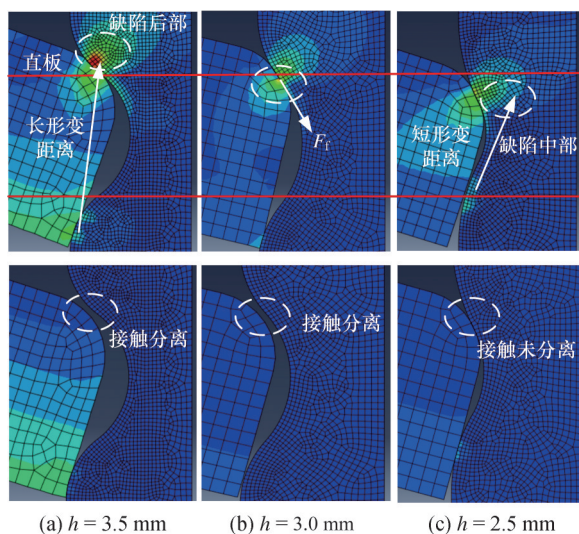 缺陷后部
直板
长形变
距离
F_f
短形变
距离
缺陷中部
接触分离
接触分离
接触未分离
(a) h = 3.5 mm
(b) h = 3.0 mm
(c) h = 2.5 mm